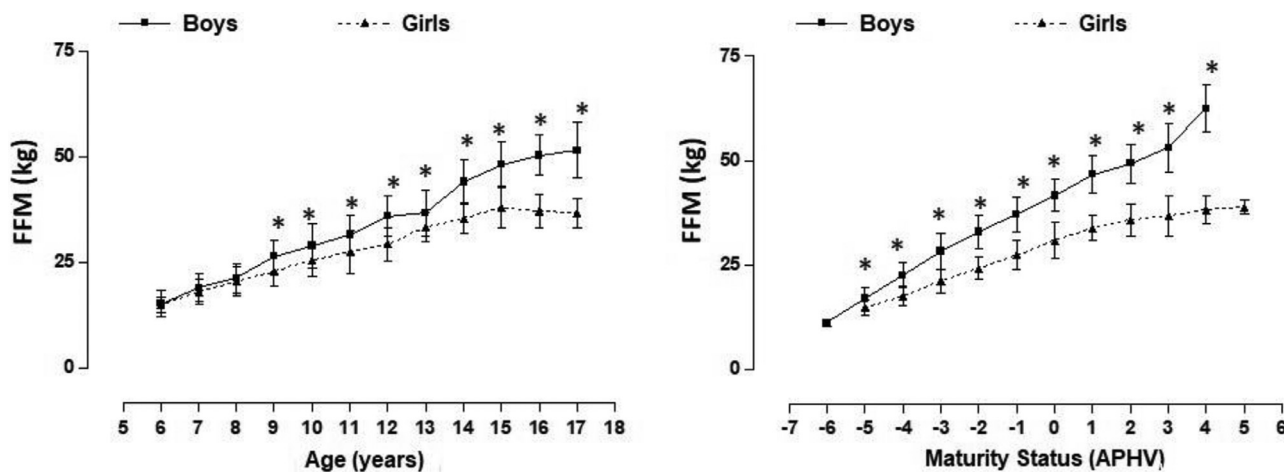 Boys Girls
75
50
25
0
FFM (kg)
* * * * * * * * *
5 6 7 8 9 10 11 12 13 14 15 16 17 18
Age (years)
Boys Girls
75
50
25
0
FFM (kg)
* * * * * * * * * *
-7 -6 -5 -4 -3 -2 -1 0 1 2 3 4 5 6
Maturity Status (APHV)